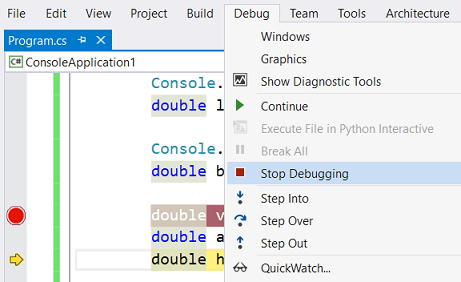 File Edit View Project Build Debug Team Tools Architecture
Program.cs
C# ConsoleApplication1
Windows
Graphics
Show Diagnostic Tools
Continue
Execute File in Python Interactive
Break All
Stop Debugging
Step Into
Step Over
Step Out
QuickWatch...
Console.
double l
Console.
double b
double v
double a
double h